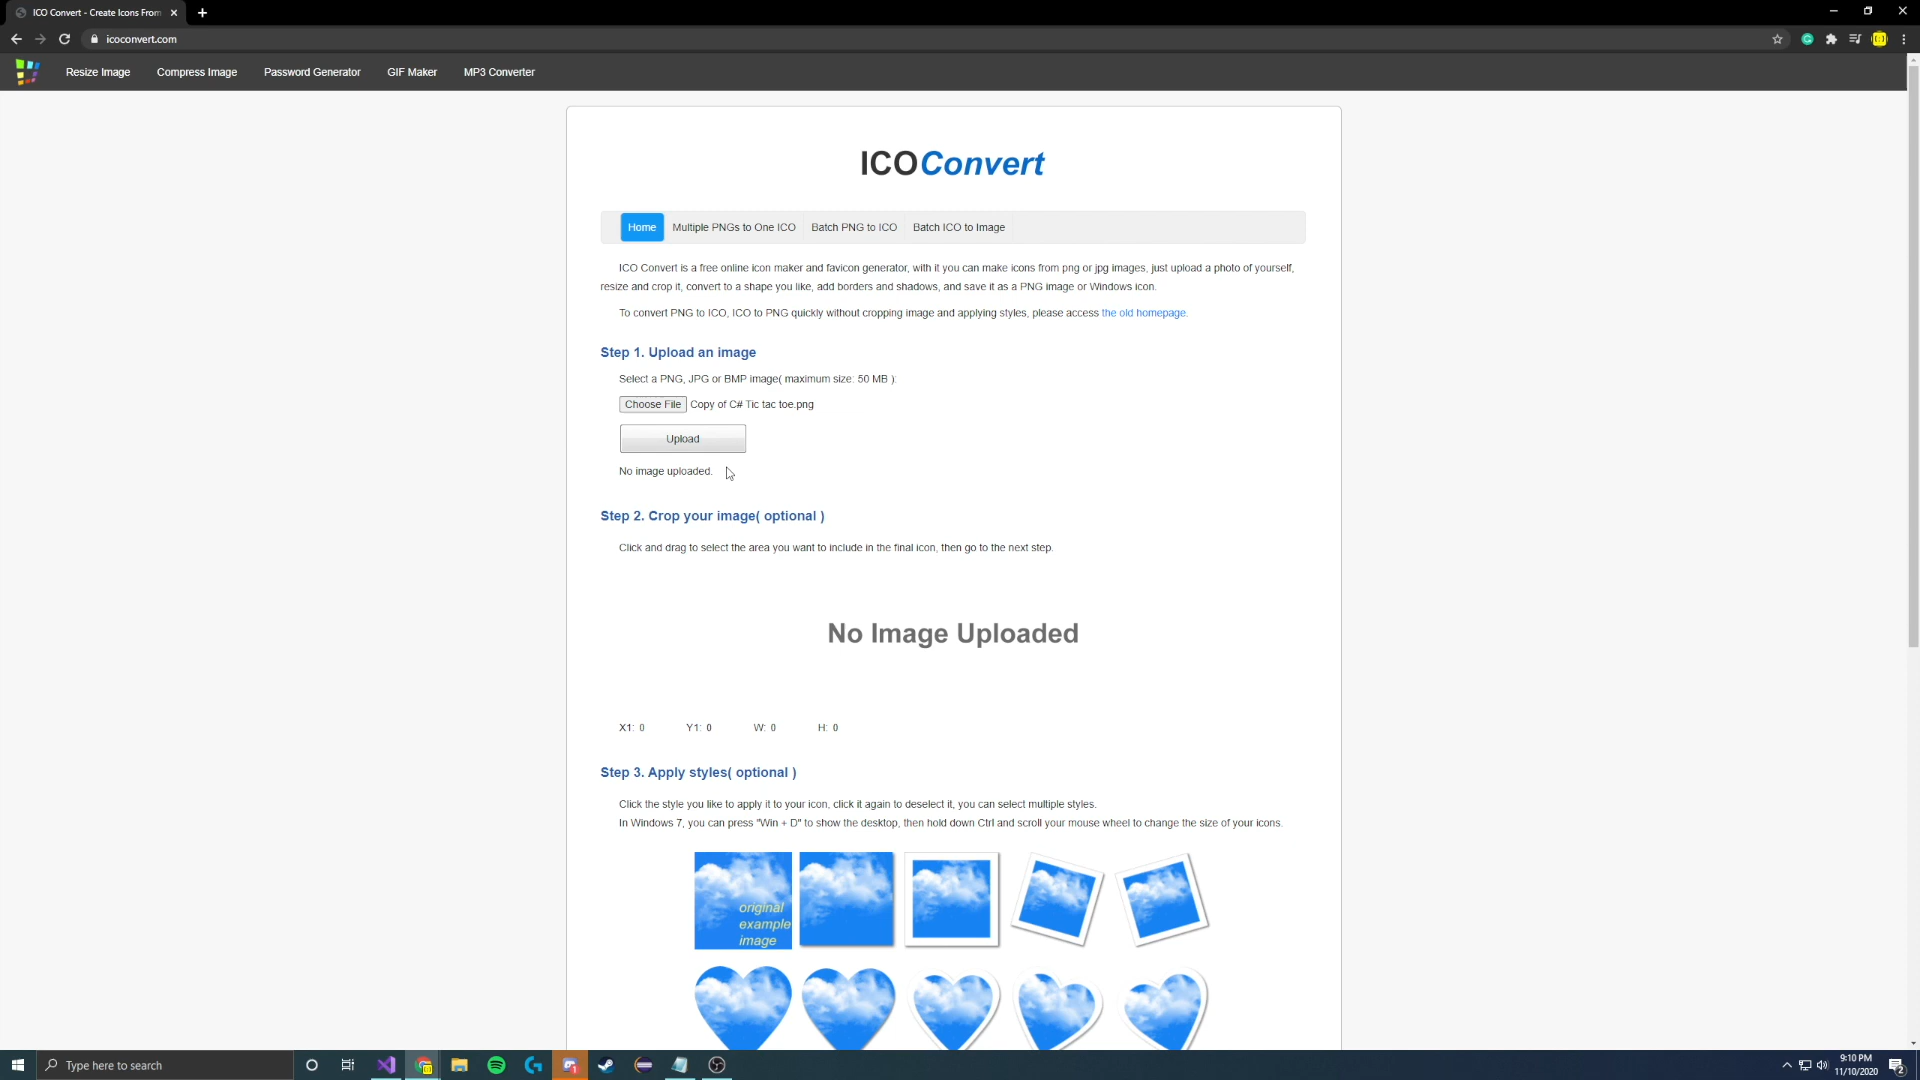 ICO Convert - Create Icons From
icoconvert.com
Resize Image
Compress Image
Password Generator
GIF Maker
MP3 Converter
ICOConvert
Home
Multiple PNGs to One ICO
Batch PNG to ICO
Batch ICO to Image
ICO Convert is a free online icon maker and favicon generator, with it you can make icons from png or jpg images, just upload a photo of yourself,
resize and crop it, convert to a shape you like, add borders and shadows, and save it as a PNG image or Windows icon.
To convert PNG to ICO, ICO to PNG quickly without cropping image and applying styles, please access the old homepage.
Step 1. Upload an image
Select a PNG, JPG or BMP image( maximum size: 50 MB ):
Choose File Copy of C# Tic tac toe.png
Upload
No image uploaded.
Step 2. Crop your image( optional )
Click and drag to select the area you want to include in the final icon, then go to the next step.
No Image Uploaded
X1: 0 Y1: 0 W: 0 H: 0
Step 3. Apply styles( optional )
Click the style you like to apply it to your icon, click it again to deselect it, you can select multiple styles.
In Windows 7, you can press "Win + D" to show the desktop, then hold down Ctrl and scroll your mouse wheel to change the size of your icons.
original
example
image
Type here to search
9:10 PM
11/10/2020
2